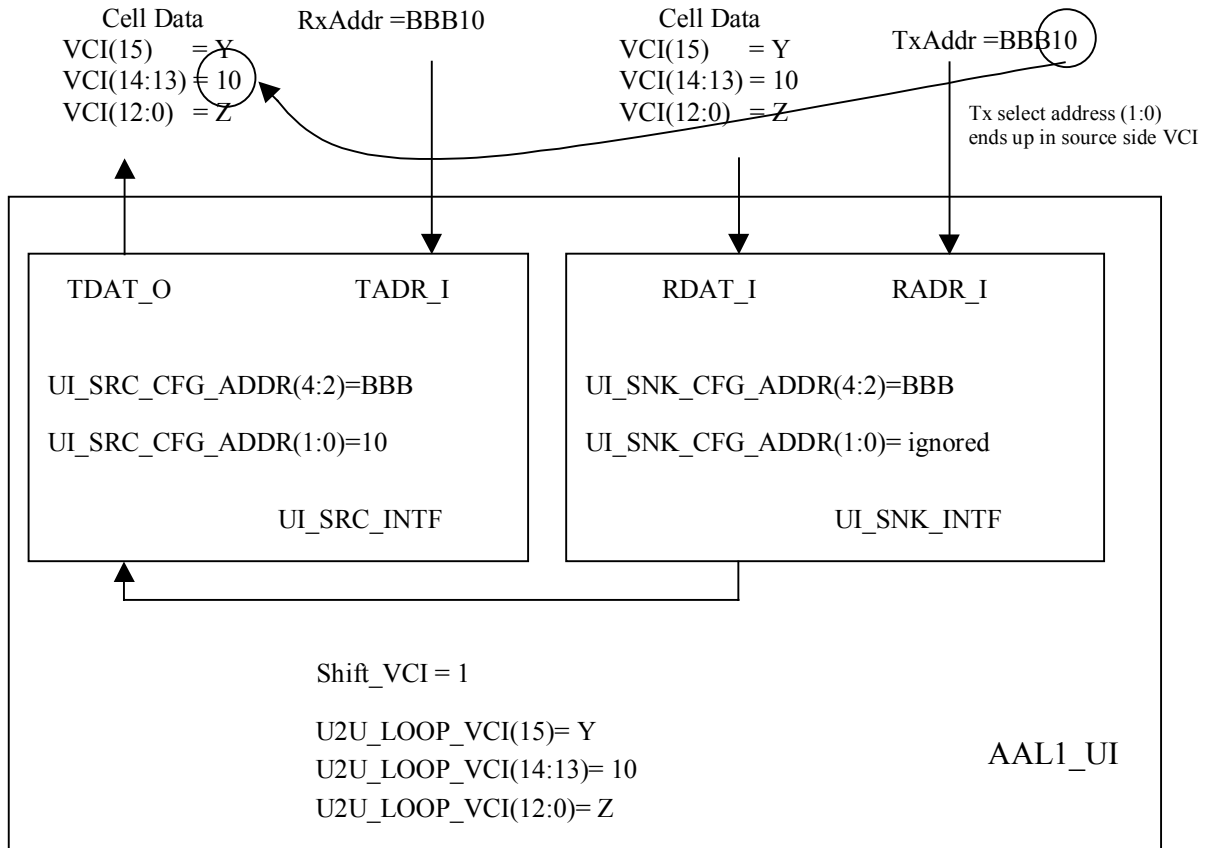 Cell Data
VCI(15) = Y
VCI(14:13) = 10
VCI(12:0) = Z
RxAddr =BBB10
Cell Data
VCI(15) = Y
VCI(14:13) = 10
VCI(12:0) = Z
TxAddr =BBB10
Tx select address (1:0)
ends up in source side VCI
TDAT_O
TADR_I
UI_SRC_CFG_ADDR(4:2)=BBB
UI_SRC_CFG_ADDR(1:0)=10
UI_SRC_INTF
RDAT_I
RADR_I
UI_SNK_CFG_ADDR(4:2)=BBB
UI_SNK_CFG_ADDR(1:0)= ignored
UI_SNK_INTF
Shift_VCI = 1
U2U_LOOP_VCI(15)= Y
U2U_LOOP_VCI(14:13)= 10
U2U_LOOP_VCI(12:0)= Z
AAL1_UI